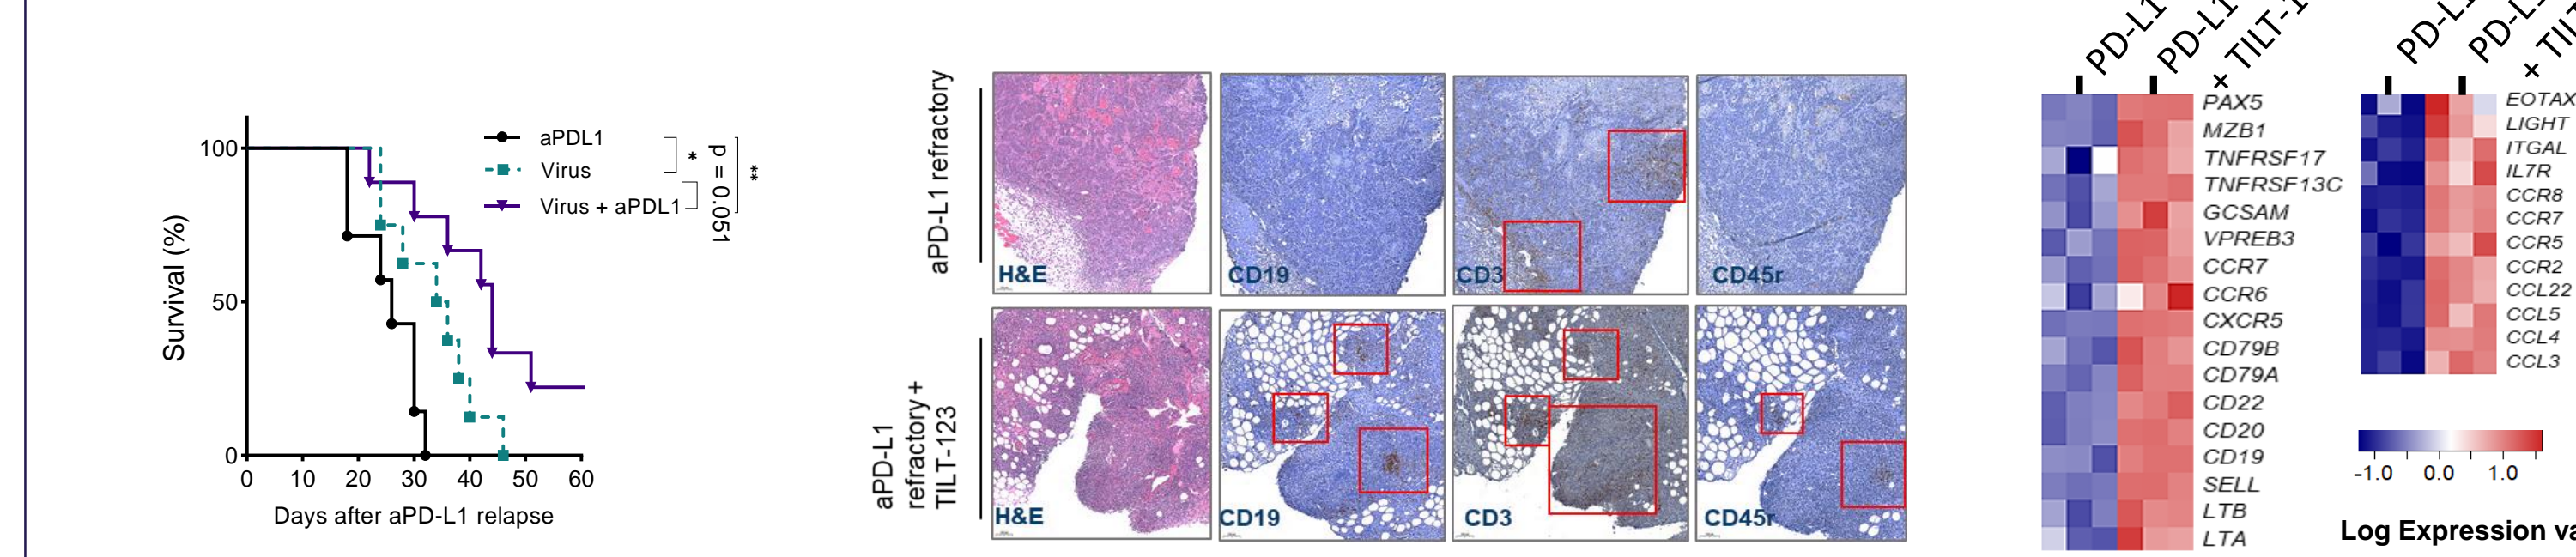 100
50
0
0 10 20 30 40 50 60
Survival (%)
Days after aPD-L1 relapse
aPDL1
Virus
Virus + aPDL1
*
p = 0.051
**
aPD-L1 refractory
H&E
CD19
CD3
CD45r
aPD-L1
refractory +
TILT-123
H&E
CD19
CD3
CD45r
PD-L1
PD-L1
+ TILT-1
PAX5
MZB1
TNFRSF17
TNFRSF13C
GCSAM
VPREB3
CCR7
CCR6
CXCR5
CD79B
CD79A
CD22
CD20
CD19
SELL
LTB
LTA
PD-L1
PD-L
+ TIL
EOTAX
LIGHT
ITGAL
IL7R
CCR8
CCR7
CCR5
CCR2
CCL22
CCL5
CCL4
CCL3
-1.0 0.0 1.0
Log Expression va